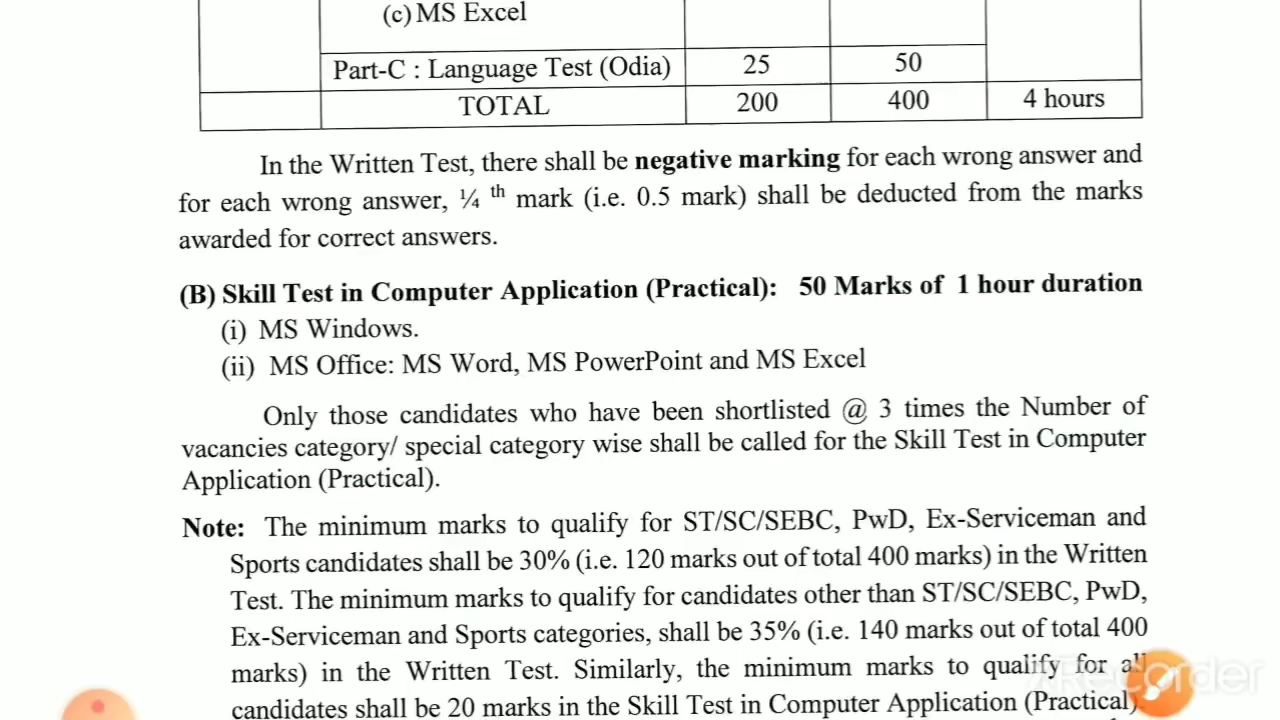 (c) MS Excel
Part-C : Language Test (Odia) 25 50
TOTAL 200 400 4 hours
In the Written Test, there shall be negative marking for each wrong answer and
for each wrong answer, ¼ th mark (i.e. 0.5 mark) shall be deducted from the marks
awarded for correct answers.
(B) Skill Test in Computer Application (Practical): 50 Marks of 1 hour duration
(i) MS Windows.
(ii) MS Office: MS Word, MS PowerPoint and MS Excel
Only those candidates who have been shortlisted @ 3 times the Number of
vacancies category/ special category wise shall be called for the Skill Test in Computer
Application (Practical).
Note: The minimum marks to qualify for ST/SC/SEBC, PwD, Ex-Serviceman and
Sports candidates shall be 30% (i.e. 120 marks out of total 400 marks) in the Written
Test. The minimum marks to qualify for candidates other than ST/SC/SEBC, PwD,
Ex-Serviceman and Sports categories, shall be 35% (i.e. 140 marks out of total 400
marks) in the Written Test. Similarly, the minimum marks to qualify for all
candidates shall be 20 marks in the Skill Test in Computer Application (Practical).